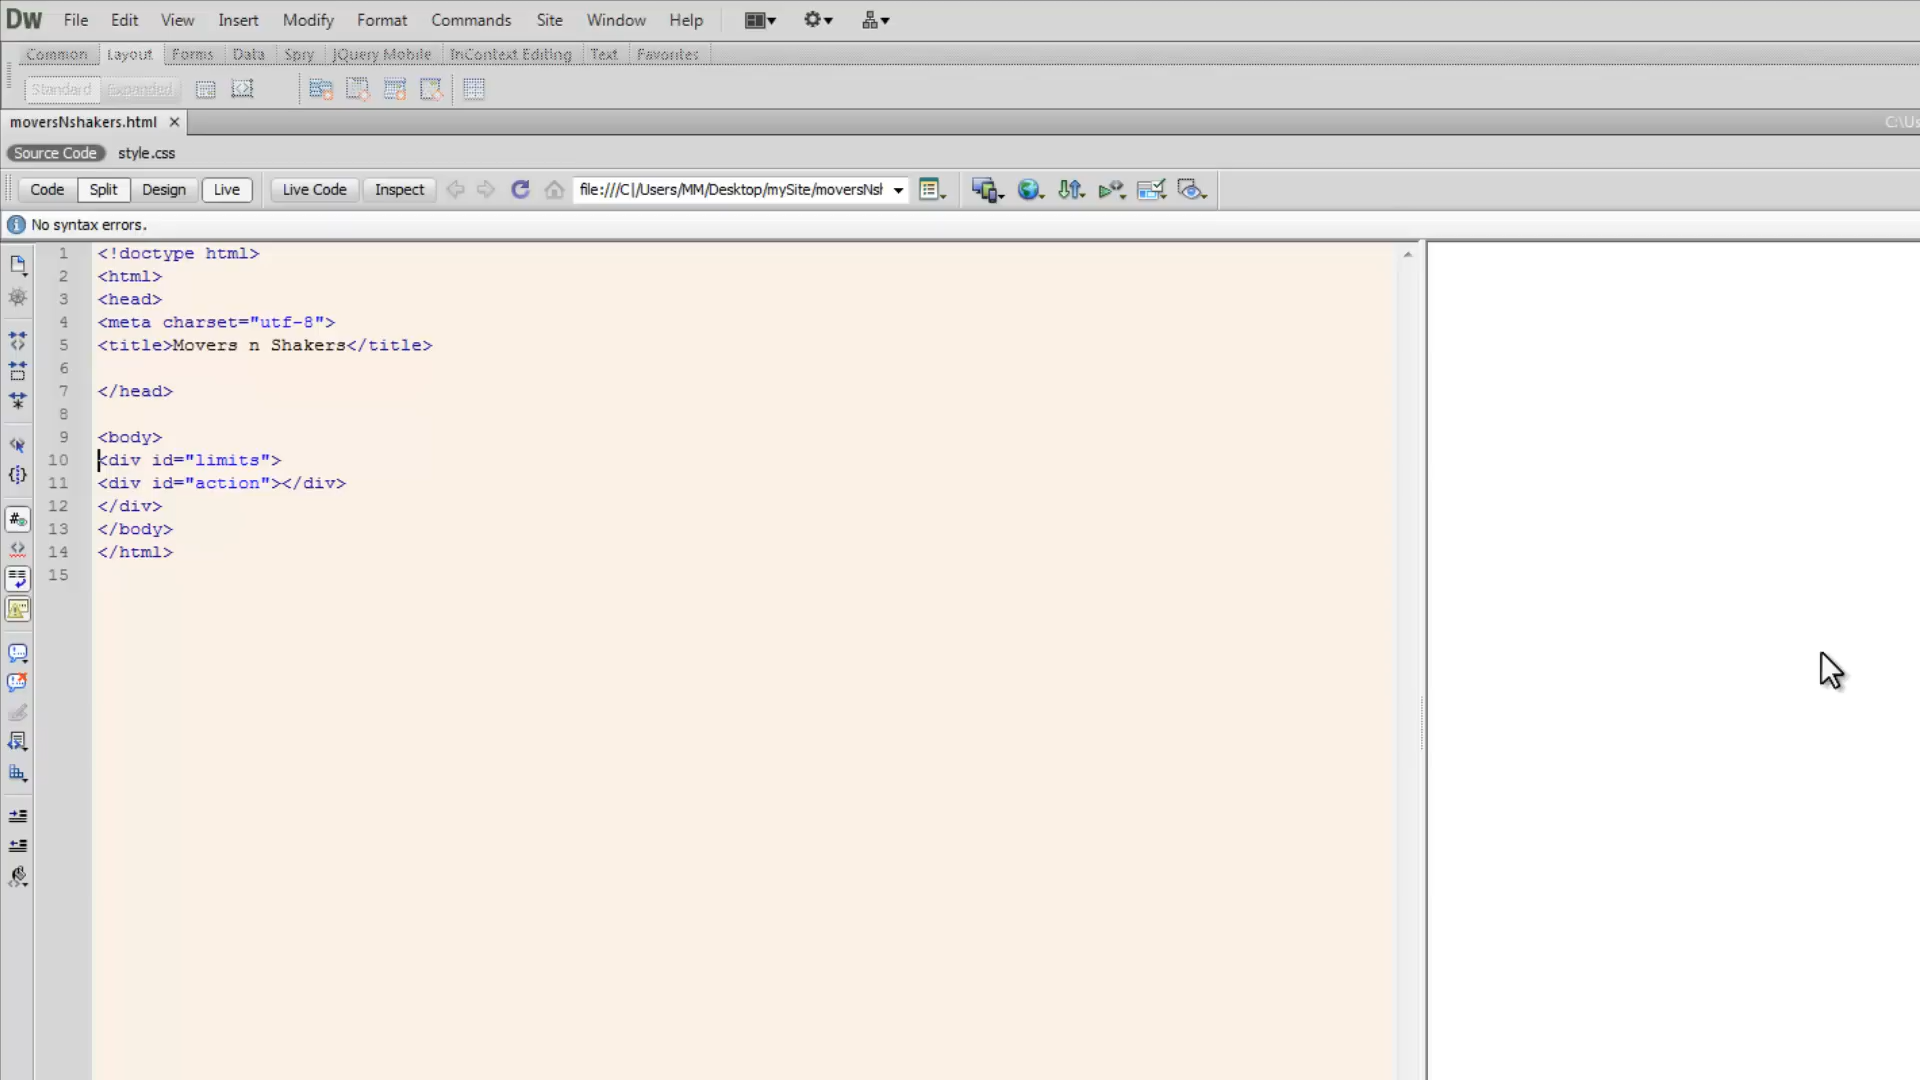 Dw File Edit View Insert Modify Format Commands Site Window Help
Common Layout Forms Data Spry jQuery Mobile InContext Editing Text Favorites
Standard Expanded
moversNshakers.html
C:\Us
Source Code style.css
Code Split Design Live Live Code Inspect file:///C|/Users/MM/Desktop/mySite/moversNsh
No syntax errors.
1 <!doctype html>
2 <html>
3 <head>
4 <meta charset="utf-8">
5 <title>Movers n Shakers</title>
6
7 </head>
8
9 <body>
10 <div id="limits">
11 <div id="action"></div>
12 </div>
13 </body>
14 </html>
15